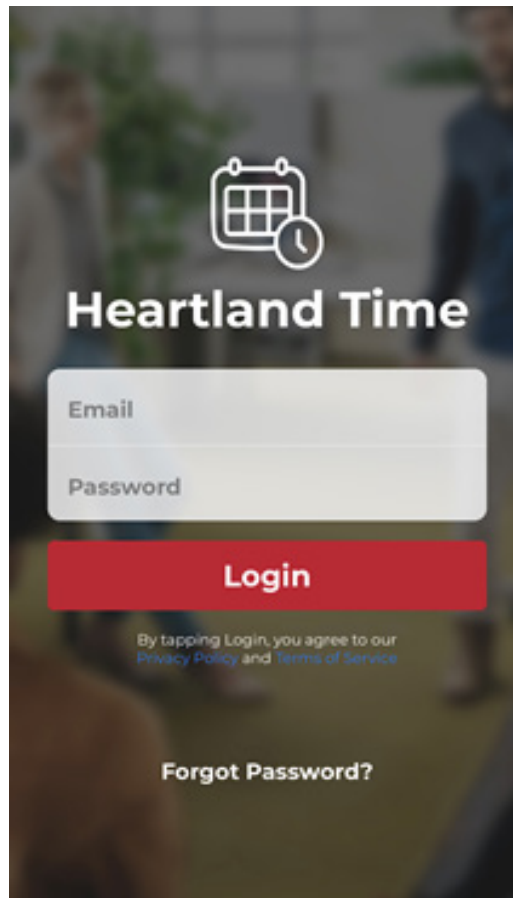 Heartland Time
Email
Password
Login
By tapping Login, you agree to our
Privacy Policy and Terms of Service
Forgot Password?